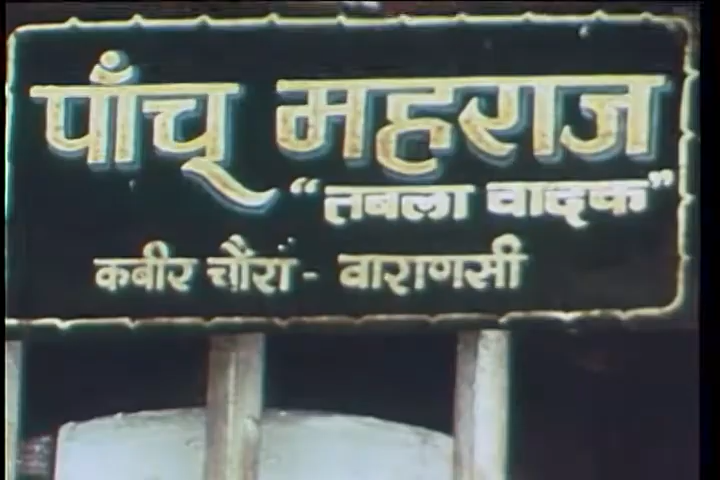 पाँचू महराज
“तबला वादक”
कबीर चौंरा - वाराणसी